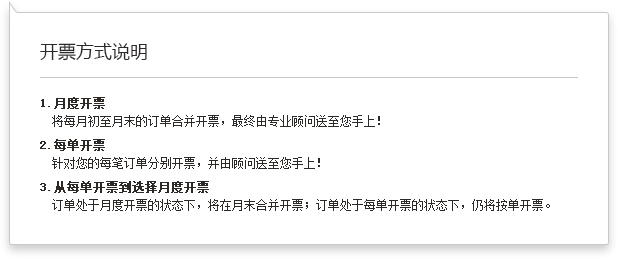 开票方式说明
1. 月度开票
将每月初至月末的订单合并开票，最终由专业顾问送至您手上！
2. 每单开票
针对您的每笔订单分别开票，并由顾问送至您手上！
3. 从每单开票到选择月度开票
订单处于月度开票的状态下，将在月末合并开票；订单处于每单开票的状态下，仍将按单开票。